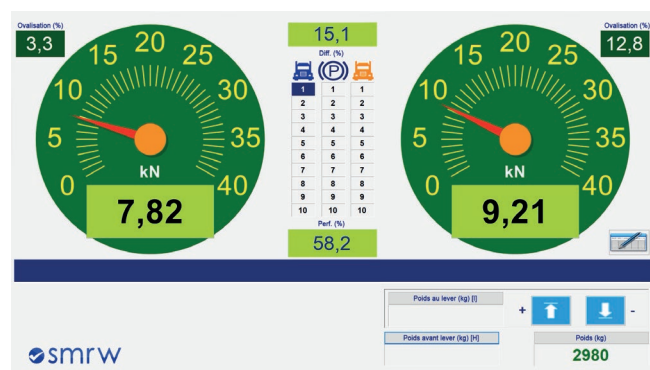 Ovalisation (%)
3,3
0
5
10
15
20
25
30
35
40
kN
7,82
15,1
Diff. (%)
P
1 1 1
2 2 2
3 3 3
4 4 4
5 5 5
6 6 6
7 7 7
8 8 8
9 9 9
10 10 10
Perf. (%)
58,2
Ovalisation (%)
12,8
0
5
10
15
20
25
30
35
40
kN
9,21
Poids au lever (kg) [I]
+
-
Poids avant lever (kg) [H]
Poids (kg)
2980
smrw